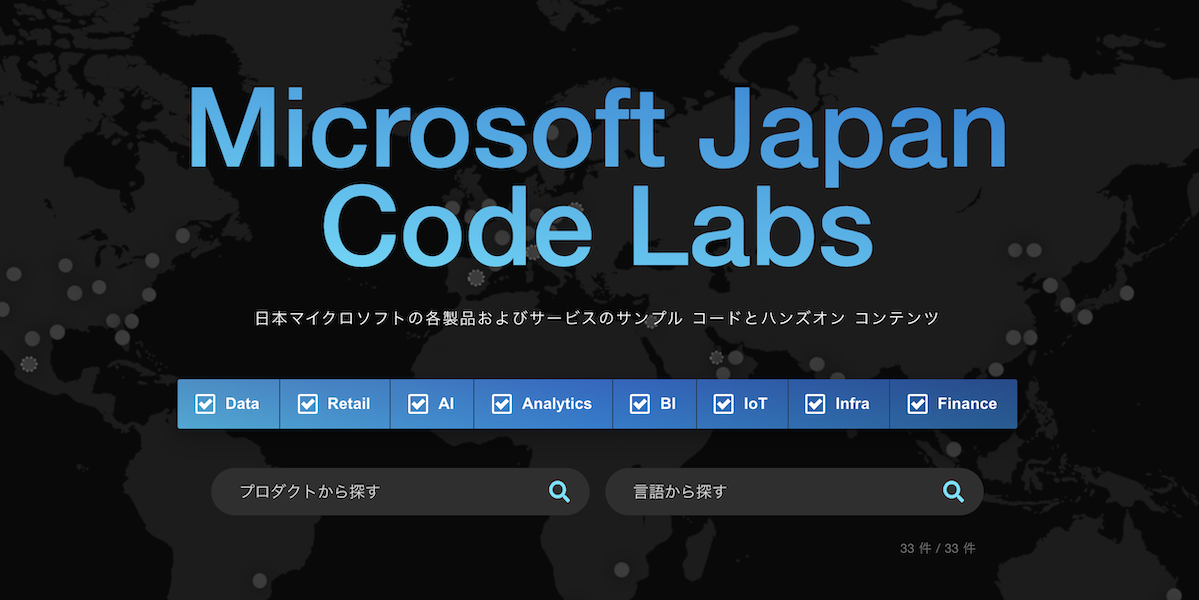 Microsoft Japan
Code Labs
日本マイクロソフトの各製品およびサービスのサンプル コードとハンズオン コンテンツ
Data Retail AI Analytics BI IoT Infra Finance
プロダクトから探す 言語から探す
33 件 / 33 件